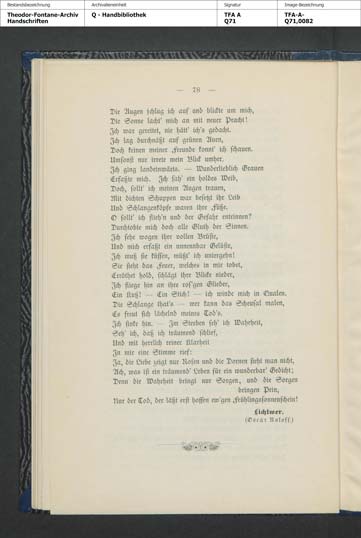 Bestandsbezeichnung
Archivalieneinheit
Signatur
Image-Bezeichnung
Theodor-Fontane-Archiv
Handschriften
Q - Handbibliothek
TFA A
Q71
TFA-A-
Q71,0082
— 78 —
Die Augen schlug ich auf und blickte um mich,
Die Sonne lacht' mich an mit neuer Pracht!
Ich war gerettet, nie hätt' ich's gedacht.
Ich lag durchnäßt auf grünen Auen,
Doch keinen meiner Freunde konnt' ich schauen.
Umsonst nur irrete mein Blick umher.
Ich ging landeinwärts. — Wunderlieblich Grauen
Erfaßte mich. Ich sah' ein holdes Weib,
Doch, sollt' ich meinen Augen trauen,
Mit dichten Schuppen war besetzt ihr Leib
Und Schlangenköpfe waren ihre Füße.
O sollt' ich flieh'n und der Gefahr entrinnen?
Durchtobte mich doch alle Gluth der Sinnen.
Ich sehe wogen ihre vollen Brüste,
Und mich erfaßt ein unnennbar Gelüste,
Ich muß sie küssen, müßt' ich untergehn!
Sie sieht das Feuer, welches in mir tobet,
Erröthet hold, schlägt ihre Blicke nieder,
Ich fliege hin an ihre ros'gen Glieder,
Ein Kuß! — Ein Stich! — ich winde mich in Qualen.
Die Schlange that's — wer kann das Scheusal malen,
Es freut sich lächelnd meines Tod's.
Ich sinke hin. — Im Sterben seh' ich Wahrheit,
Seh' ich, daß ich träumend schlief,
Und mit herrlich reiner Klarheit
In mir eine Stimme rief:
Ja, die Liebe zeigt nur Rosen und die Dornen sieht man nicht,
Ach, was ist ein träumend' Leben für ein wunderbar' Gedicht;
Denn die Wahrheit bringt nur Sorgen, und die Sorgen
bringen Pein,
Nur der Tod, der läßt erst hoffen ew'gen Frühlingssonnenschein!
Lichtwer.
(Oscar Roloff.)